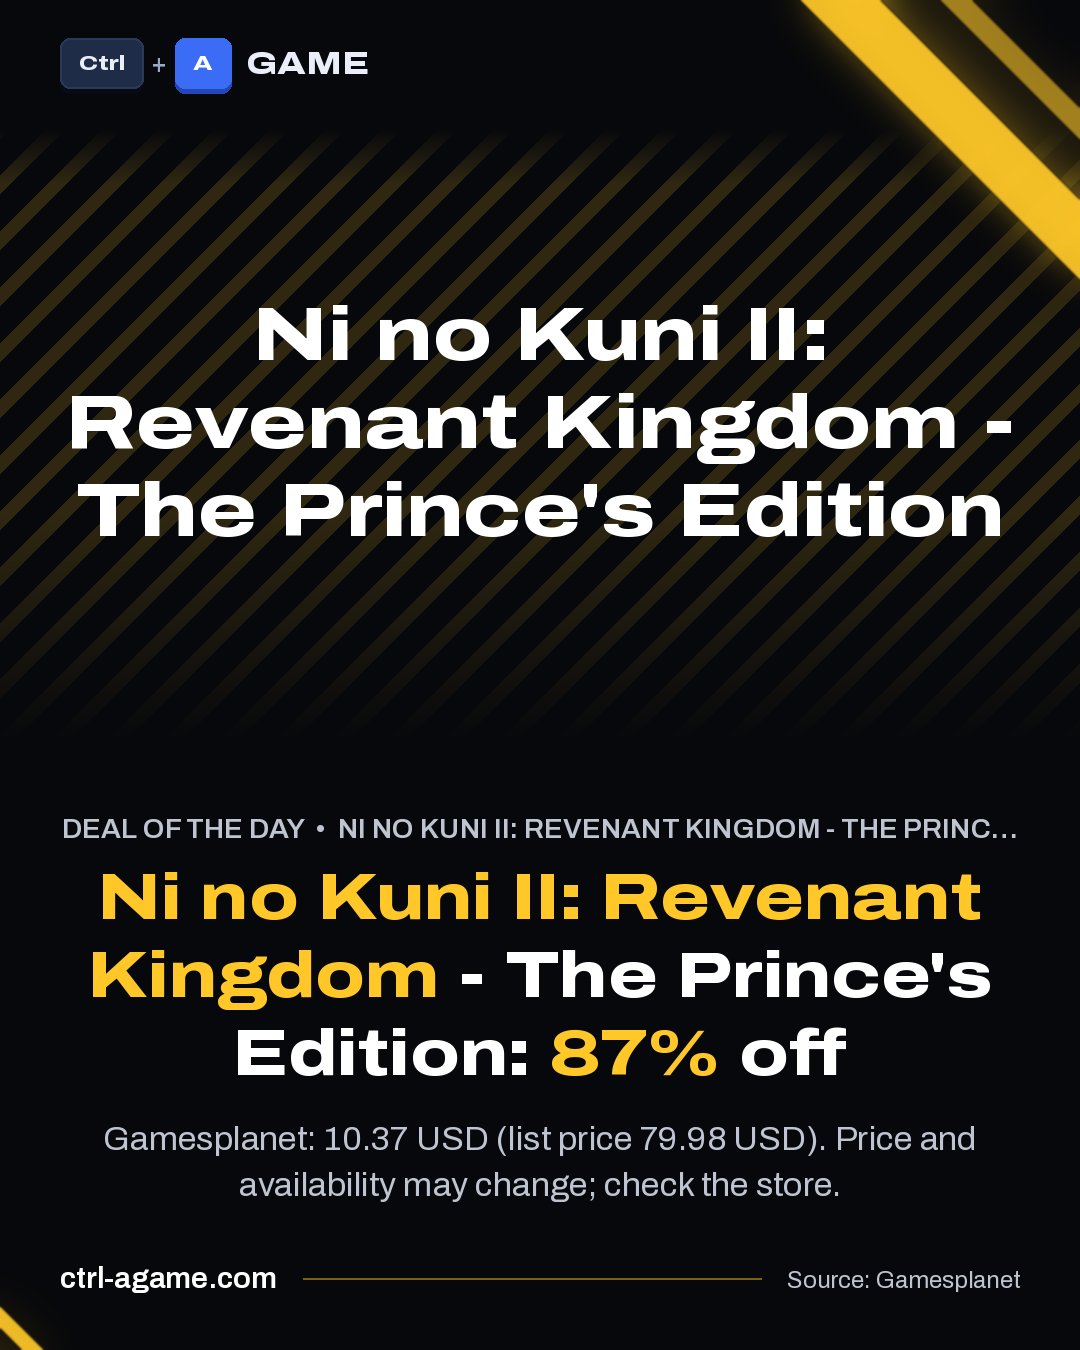 Ctrl + A GAME
Ni no Kuni II:
Revenant Kingdom -
The Prince's Edition
DEAL OF THE DAY • NI NO KUNI II: REVENANT KINGDOM - THE PRINC...
Ni no Kuni II: Revenant
Kingdom - The Prince's
Edition: 87% off
Gamesplanet: 10.37 USD (list price 79.98 USD). Price and
availability may change; check the store.
ctrl-agame.com
Source: Gamesplanet